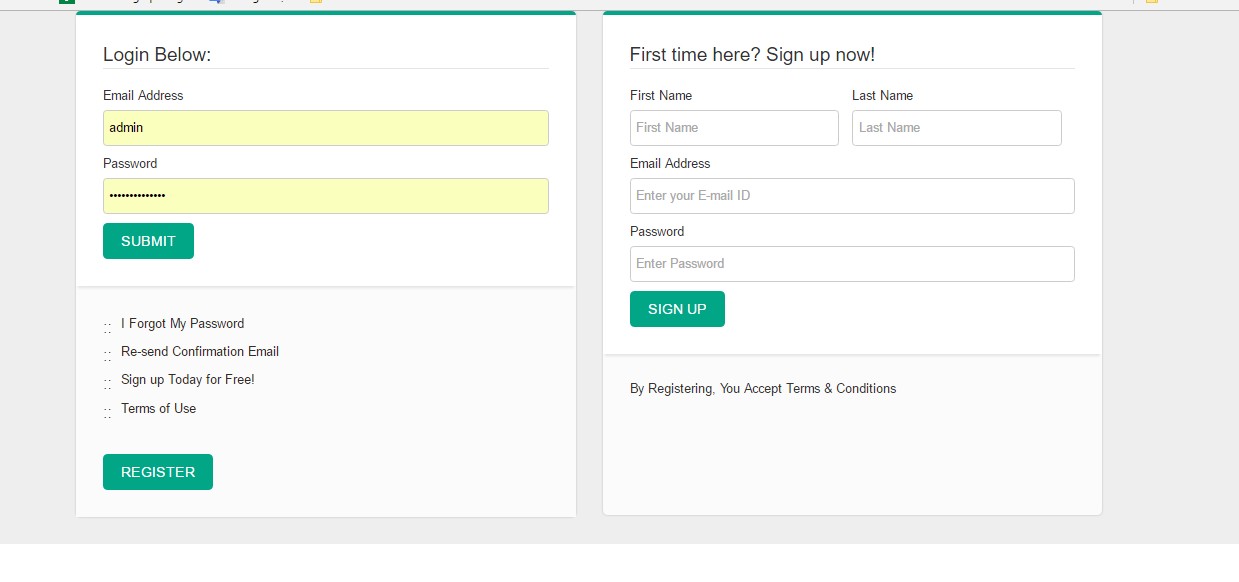 Login Below:
Email Address
admin
Password
••••••••••••••
SUBMIT
:: I Forgot My Password
:: Re-send Confirmation Email
:: Sign up Today for Free!
:: Terms of Use
REGISTER
First time here? Sign up now!
First Name Last Name
First Name Last Name
Email Address
Enter your E-mail ID
Password
Enter Password
SIGN UP
By Registering, You Accept Terms & Conditions